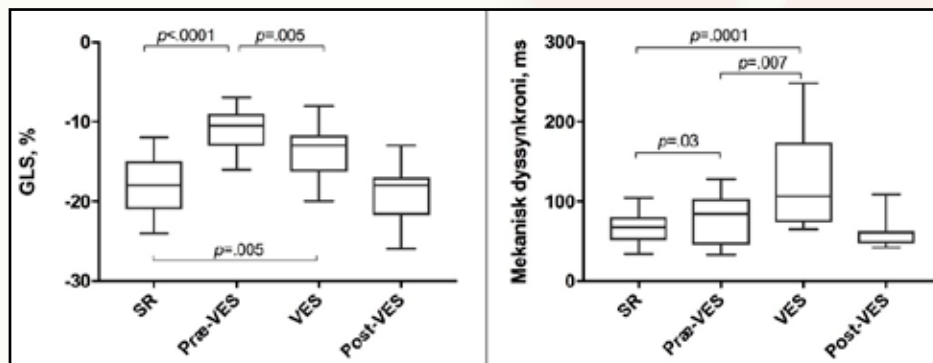 GLS, %
0
-10
-20
-30
p<.0001
p=.005
p=.005
SR
Præ-VES
VES
Post-VES
Mekanisk dyssynkroni, ms
300
200
100
0
p=.0001
p=.007
p=.03
SR
Præ-VES
VES
Post-VES